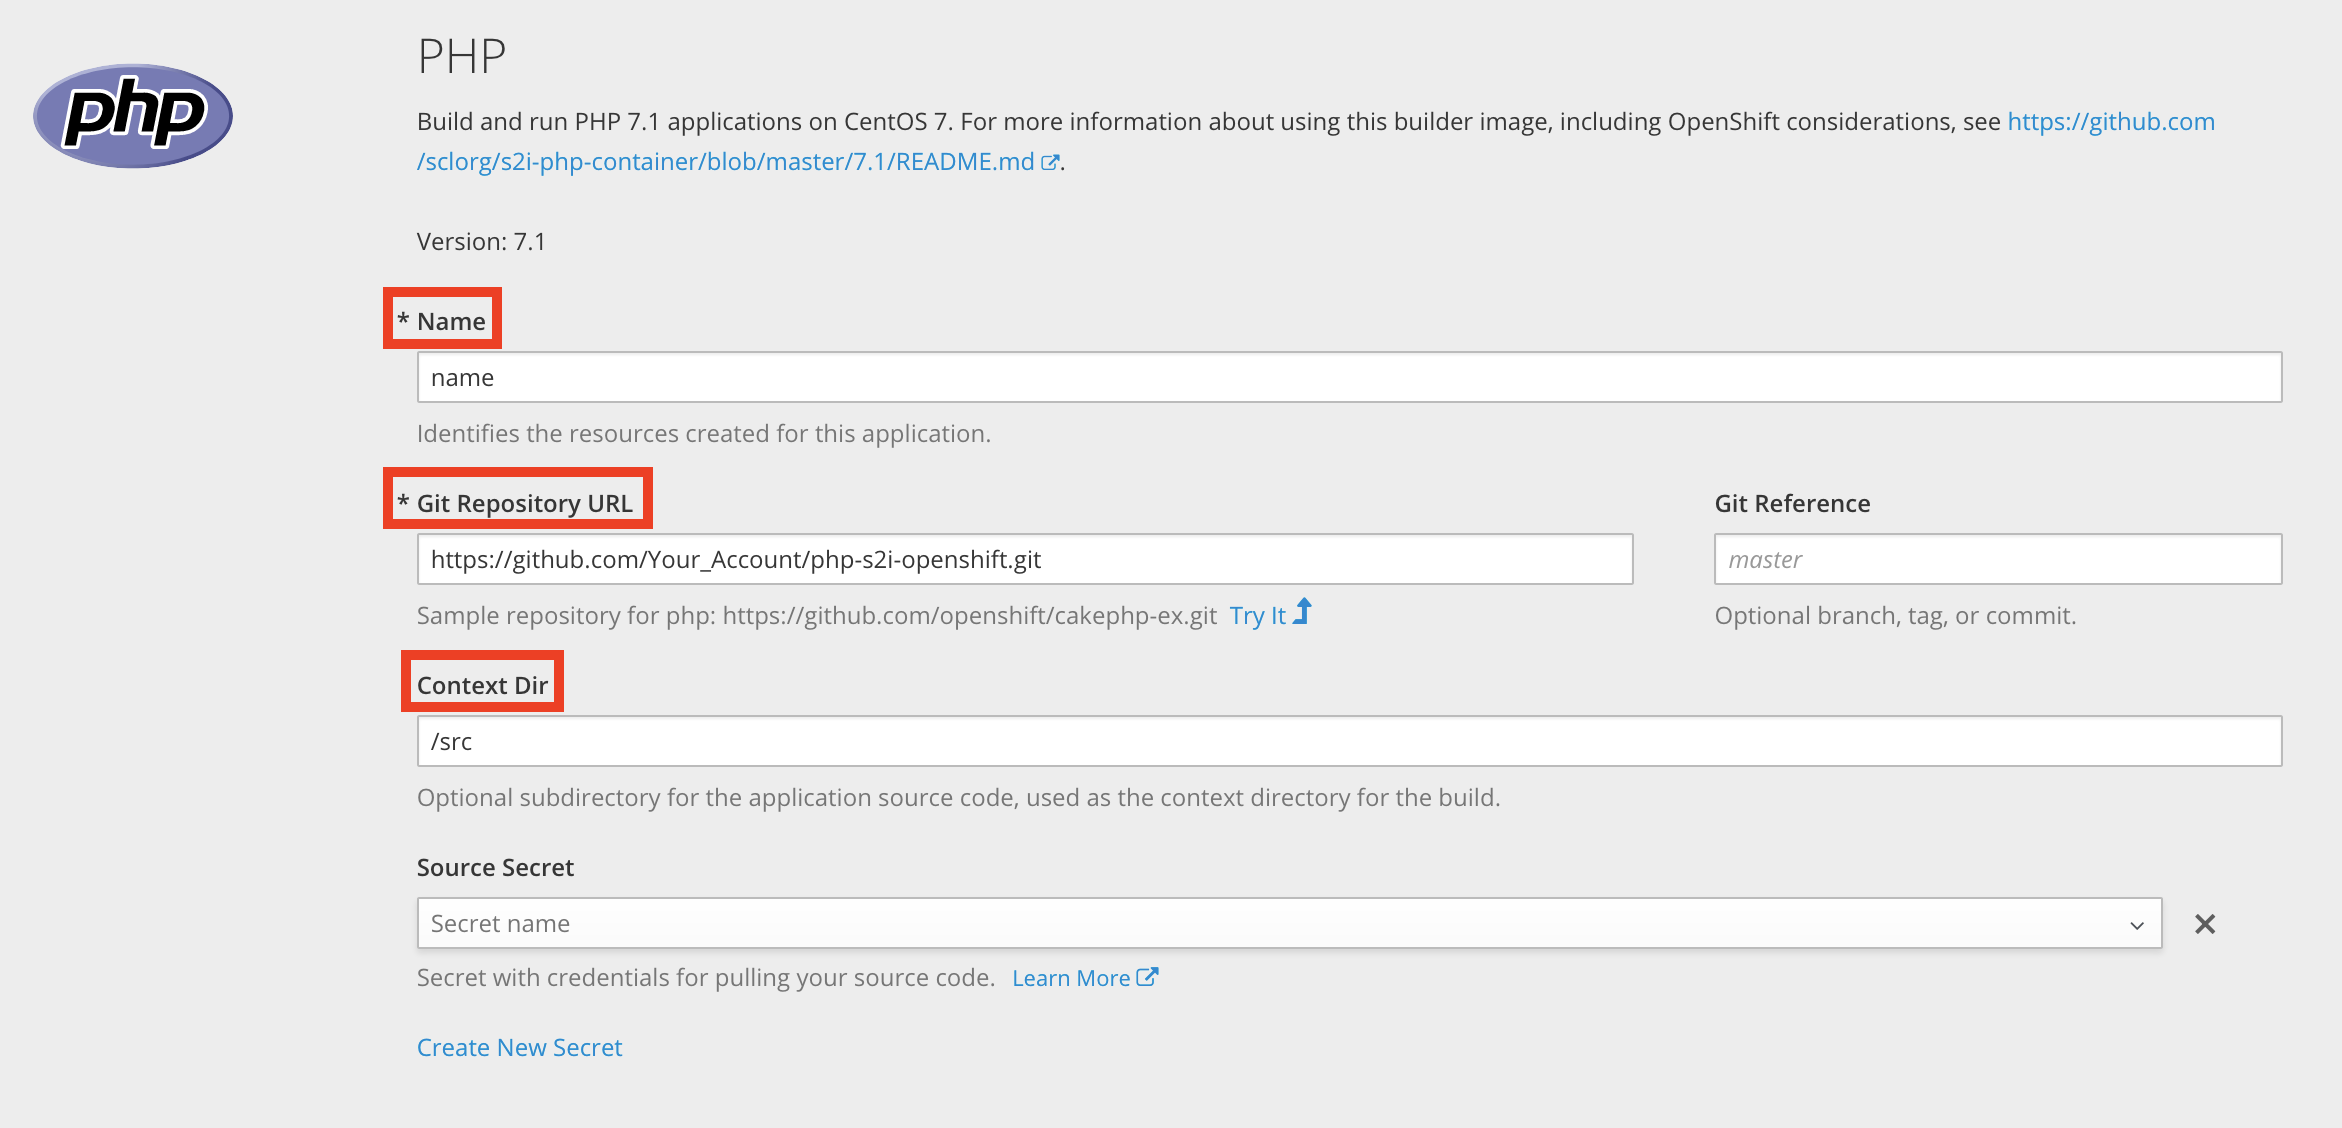 php
PHP
Build and run PHP 7.1 applications on CentOS 7. For more information about using this builder image, including OpenShift considerations, see https://github.com
/sclorg/s2i-php-container/blob/master/7.1/README.md.
Version: 7.1
* Name
name
Identifies the resources created for this application.
* Git Repository URL
Git Reference
https://github.com/Your_Account/php-s2i-openshift.git
master
Sample repository for php: https://github.com/openshift/cakephp-ex.git Try It
Optional branch, tag, or commit.
Context Dir
/src
Optional subdirectory for the application source code, used as the context directory for the build.
Source Secret
Secret name
Secret with credentials for pulling your source code. Learn More
Create New Secret